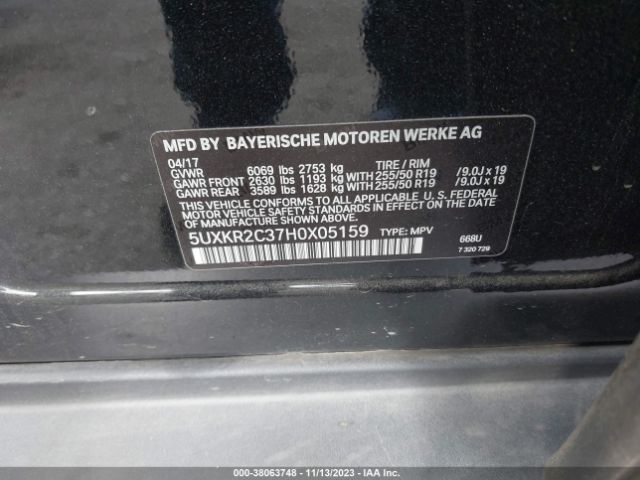 MFD BY BAYERISCHE MOTOREN WERKE AG
04/17 TIRE / RIM
GVWR 6069 lbs 2753 kg
GAWR FRONT 2630 lbs 1193 kg WITH 255/50 R19 /9.0J x 19
GAWR REAR 3589 lbs 1628 kg WITH 255/50 R19 /9.0J x 19
THIS VEHICLE CONFORMS TO ALL APPLICABLE U. S. FEDERAL
MOTOR VEHICLE SAFETY STANDARDS IN EFFECT ON THE DATE
OF MANUFACTURE SHOWN ABOVE.
5UXKR2C37H0X05159 TYPE: MPV 668U
7 320 729
000-38063748 - 11/13/2023 - IAA Inc.